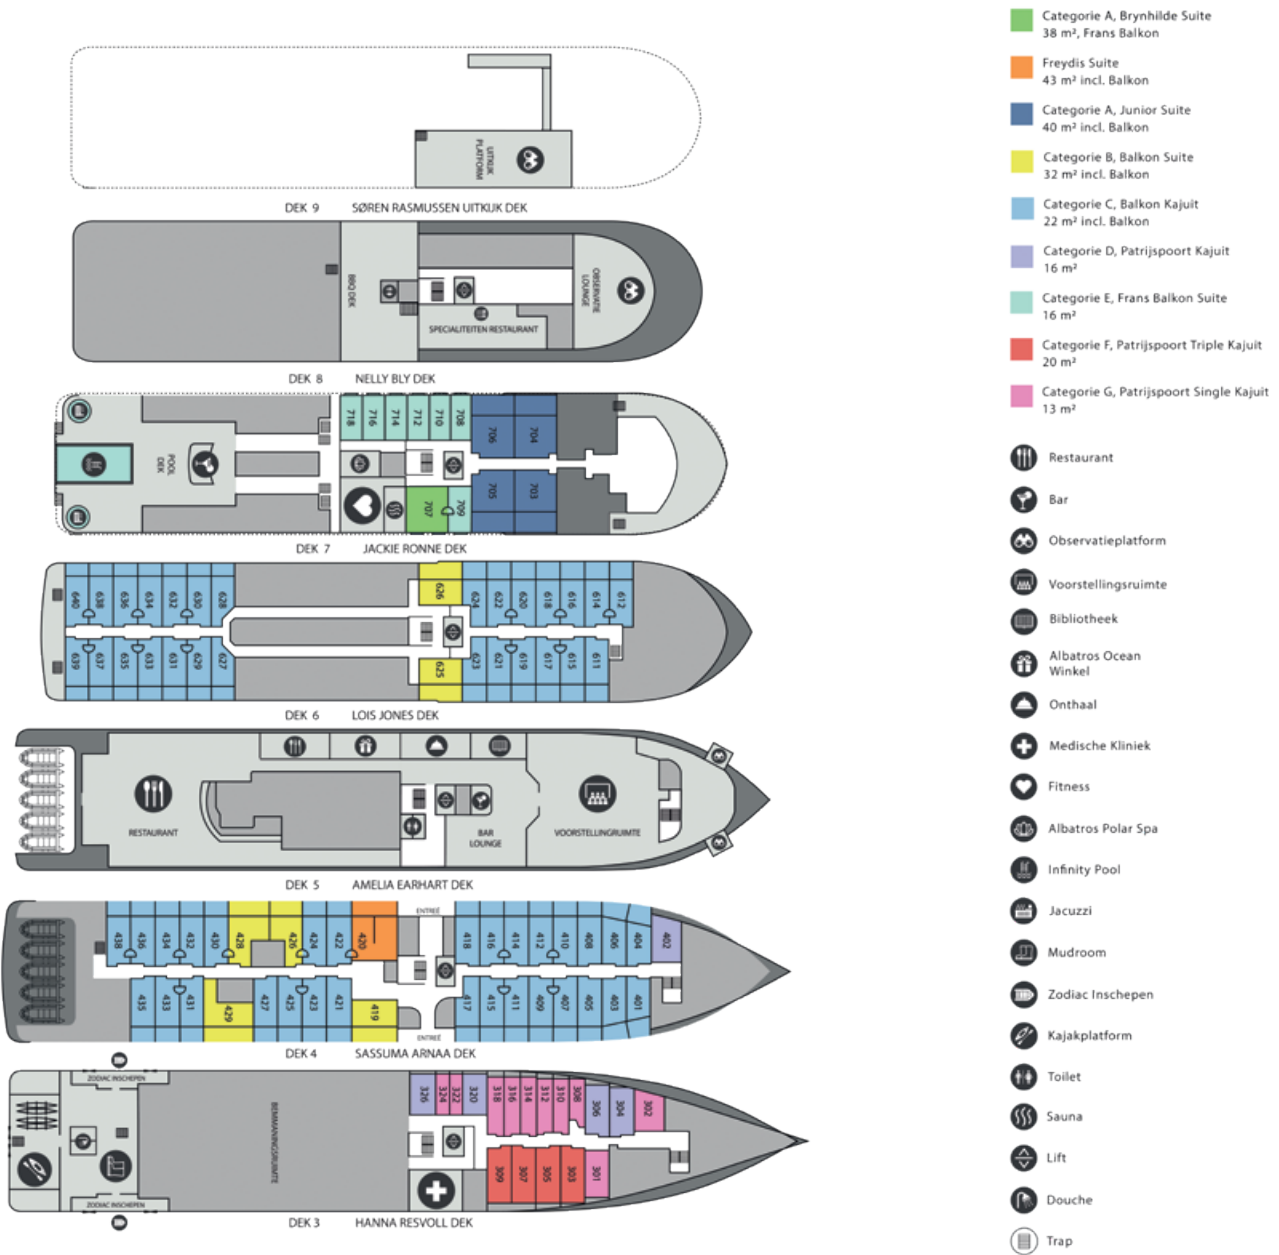 UITKIJK
PLATFORM
DEK 9 SØREN RASMUSSEN UITKIJK DEK
BBQ DEK
OBSERVATIE
LOUNGE
SPECIALITEITEN RESTAURANT
DEK 8 NELLY BLY DEK
718 716 714 712 710 708 706 704
POOL
DEK
707 709 705 703
DEK 7 JACKIE RONNE DEK
640 638 636 634 632 630 628 626 624 622 620 618 616 614 612
639 637 635 633 631 629 627 625 623 621 619 617 615 611
DEK 6 LOIS JONES DEK
RESTAURANT
BAR
LOUNGE
VOORSTELLINGRUIMTE
DEK 5 AMELIA EARHART DEK
ENTREÉ
438 436 434 432 430 428 426 424 422 420 418 416 414 412 410 408 406 404 402
435 433 431 429 427 425 423 421 419 417 415 411 409 407 405 403 401
ENTREÉ
DEK 4 SASSUMA ARNAA DEK
ZODIAC INSCHEPEN
BEMANNINGSRUIMTE
326 324 322 320 318 316 314 312 310 308 306 304 302
309 307 305 303 301
ZODIAC INSCHEPEN
DEK 3 HANNA RESVOLL DEK
Categorie A, Brynhilde Suite
38 m², Frans Balkon
Freydis Suite
43 m² incl. Balkon
Categorie A, Junior Suite
40 m² incl. Balkon
Categorie B, Balkon Suite
32 m² incl. Balkon
Categorie C, Balkon Kajuit
22 m² incl. Balkon
Categorie D, Patrijspoort Kajuit
16 m²
Categorie E, Frans Balkon Suite
16 m²
Categorie F, Patrijspoort Triple Kajuit
20 m²
Categorie G, Patrijspoort Single Kajuit
13 m²
Restaurant
Bar
Observatieplatform
Voorstellingsruimte
Bibliotheek
Albatros Ocean
Winkel
Onthaal
Medische Kliniek
Fitness
Albatros Polar Spa
Infinity Pool
Jacuzzi
Mudroom
Zodiac Inschepen
Kajakplatform
Toilet
Sauna
Lift
Douche
Trap